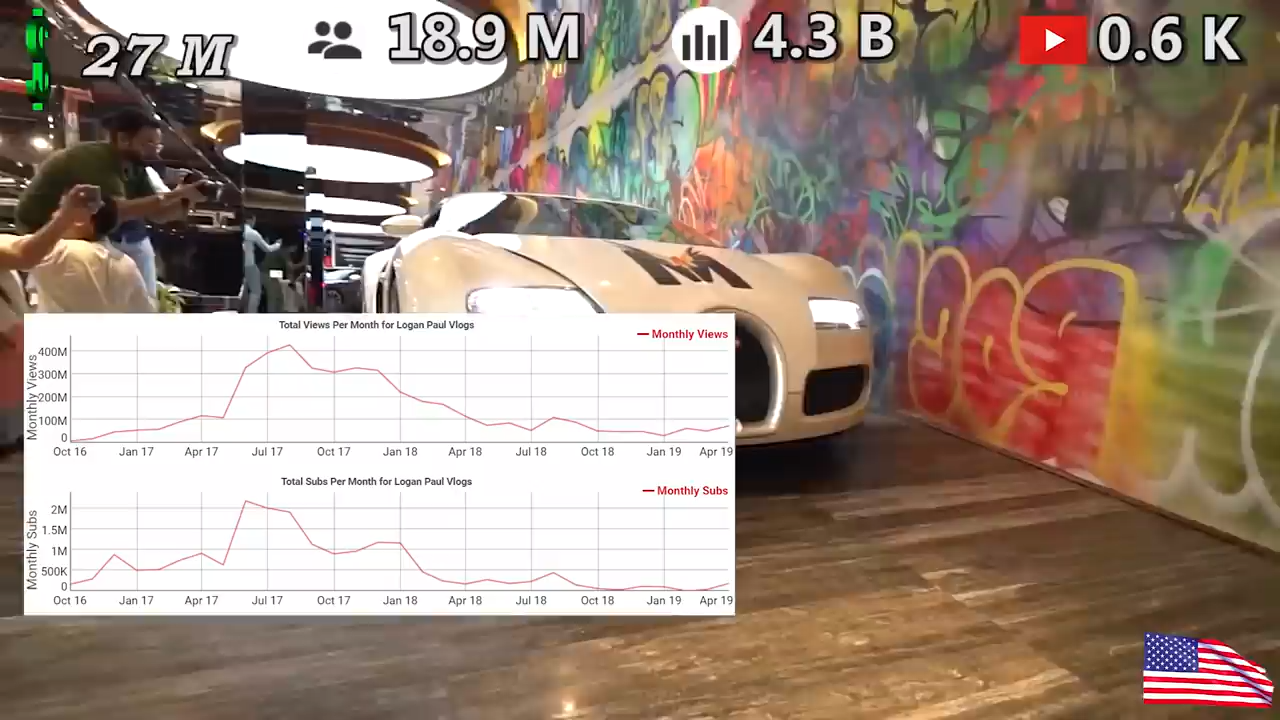 27 M 18.9 M 4.3 B 0.6 K
M
Total Views Per Month for Logan Paul Vlogs
Monthly Views
Monthly Views
400M
300M
200M
100M
0
Oct 16 Jan 17 Apr 17 Jul 17 Oct 17 Jan 18 Apr 18 Jul 18 Oct 18 Jan 19 Apr 19
Total Subs Per Month for Logan Paul Vlogs
Monthly Subs
Monthly Subs
2M
1.5M
1M
500K
0
Oct 16 Jan 17 Apr 17 Jul 17 Oct 17 Jan 18 Apr 18 Jul 18 Oct 18 Jan 19 Apr 19